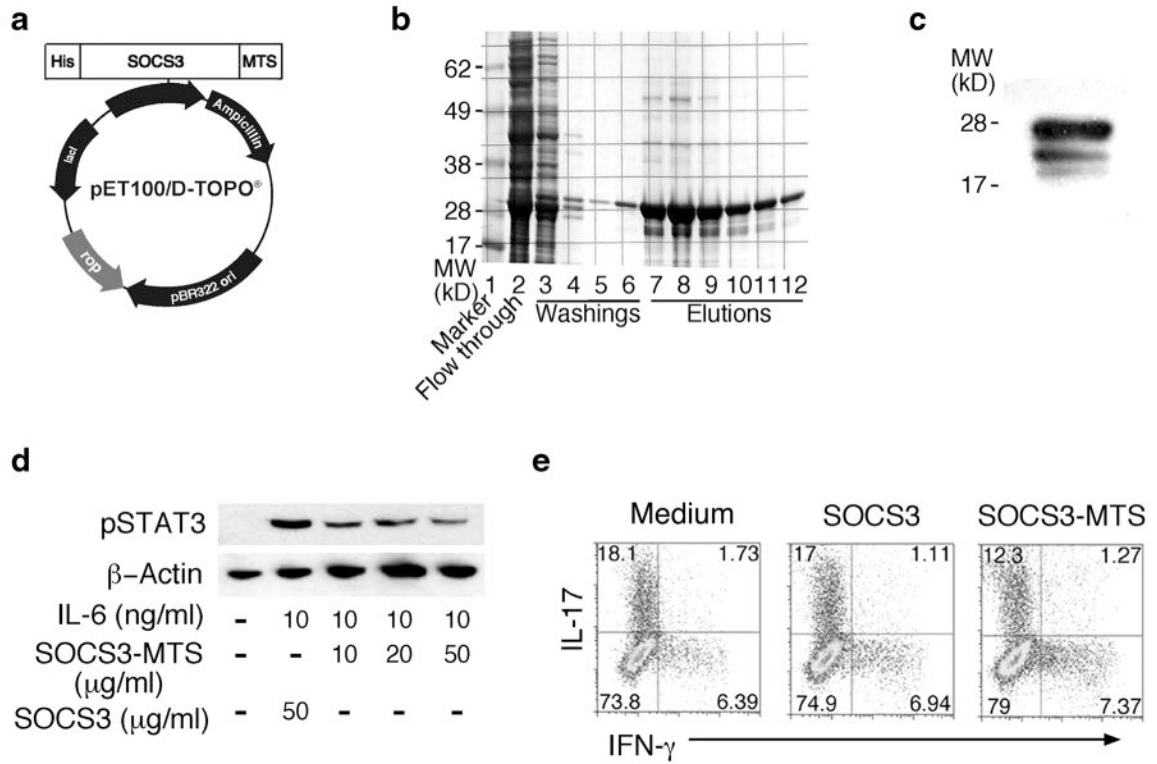 a
His SOCS3 MTS
Ampicillin
lacI
pET100/D-TOPO®
rop
pBR322 ori
b
62
49
38
28
17
MW
(kD)
1 2 3 4 5 6 7 8 9 10 11 12
Marker
Flow through
Washings
Elutions
c
MW
(kD)
28
17
d
pSTAT3
β-Actin
IL-6 (ng/ml) - 10 10 10 10
SOCS3-MTS - - 10 20 50
(μg/ml)
SOCS3 (μg/ml) - 50 - - -
e
Medium SOCS3 SOCS3-MTS
18.1 1.73 17 1.11 12.3 1.27
IL-17
73.8 6.39 74.9 6.94 79 7.37
IFN-γ